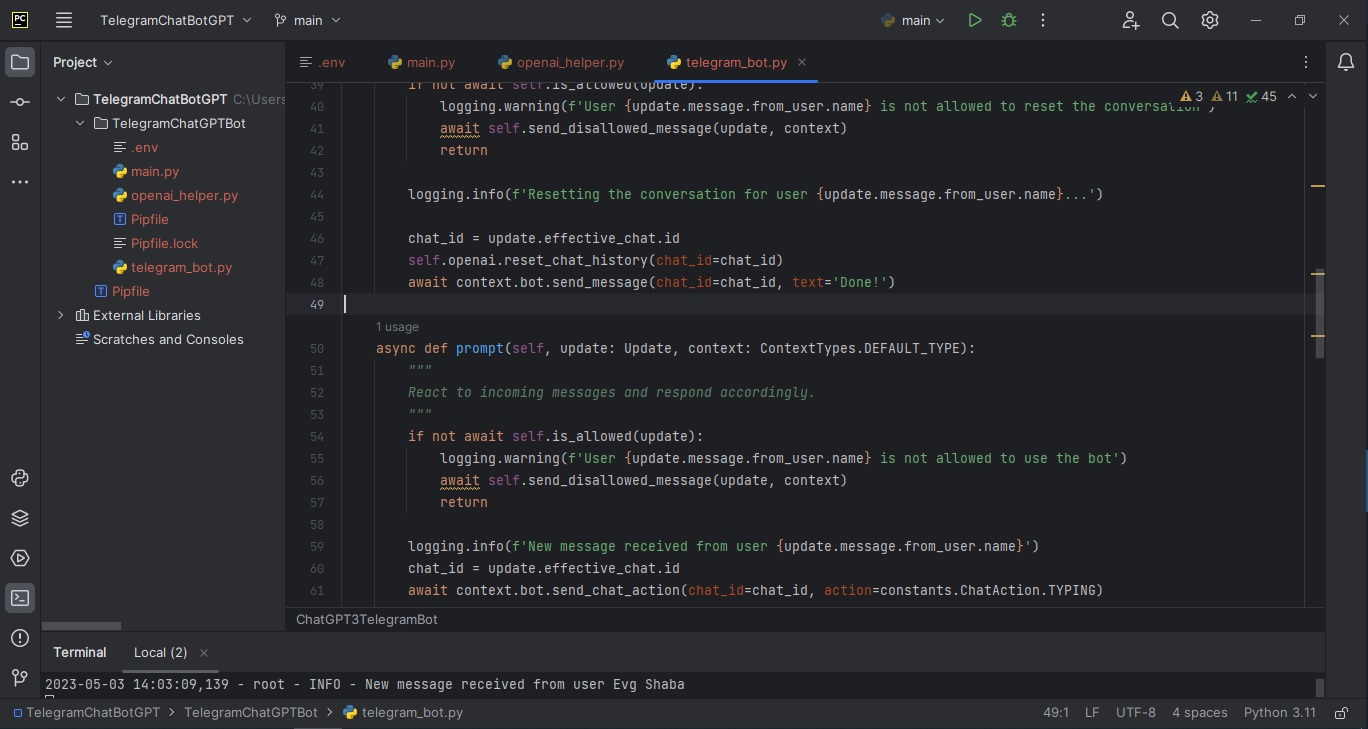 PC TelegramChatBotGPT main main
Project
.env main.py openai_helper.py telegram_bot.py
TelegramChatBotGPT C:\Users
TelegramChatGPTBot
.env
main.py
openai_helper.py
Pipfile
Pipfile.lock
telegram_bot.py
Pipfile
External Libraries
Scratches and Consoles
3 11 45
39 if not await self.is_allowed(update):
40 logging.warning(f'User {update.message.from_user.name} is not allowed to reset the conversation')
41 await self.send_disallowed_message(update, context)
42 return
43
44 logging.info(f'Resetting the conversation for user {update.message.from_user.name}...')
45
46 chat_id = update.effective_chat.id
47 self.openai.reset_chat_history(chat_id=chat_id)
48 await context.bot.send_message(chat_id=chat_id, text='Done!')
49
1 usage
50 async def prompt(self, update: Update, context: ContextTypes.DEFAULT_TYPE):
51 """
52 React to incoming messages and respond accordingly.
53 """
54 if not await self.is_allowed(update):
55 logging.warning(f'User {update.message.from_user.name} is not allowed to use the bot')
56 await self.send_disallowed_message(update, context)
57 return
58
59 logging.info(f'New message received from user {update.message.from_user.name}')
60 chat_id = update.effective_chat.id
61 await context.bot.send_chat_action(chat_id=chat_id, action=constants.ChatAction.TYPING)
ChatGPT3TelegramBot
Terminal Local (2)
2023-05-03 14:03:09,139 - root - INFO - New message received from user Evg Shaba
TelegramChatBotGPT > TelegramChatGPTBot > telegram_bot.py 49:1 LF UTF-8 4 spaces Python 3.11